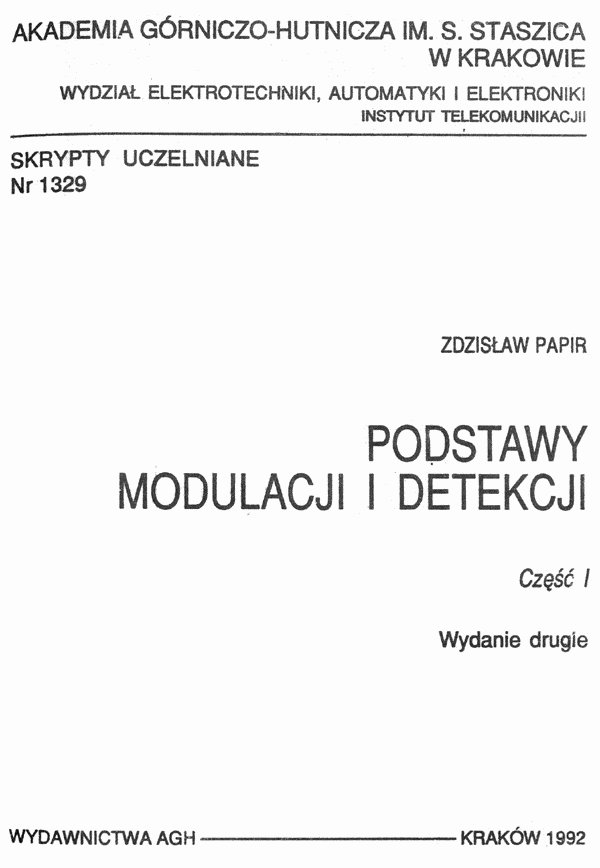 AKADEMIA GÓRNICZO-HUTNICZA IM. S. STASZICA
W KRAKOWIE
WYDZIAŁ ELEKTROTECHNIKI, AUTOMATYKI I ELEKTRONIKI
INSTYTUT TELEKOMUNIKACJI
SKRYPTY UCZELNIANE
Nr 1329
ZDZISŁAW PAPIR
PODSTAWY
MODULACJI I DETEKCJI
Część I
Wydanie drugie
WYDAWNICTWA AGH KRAKÓW 1992